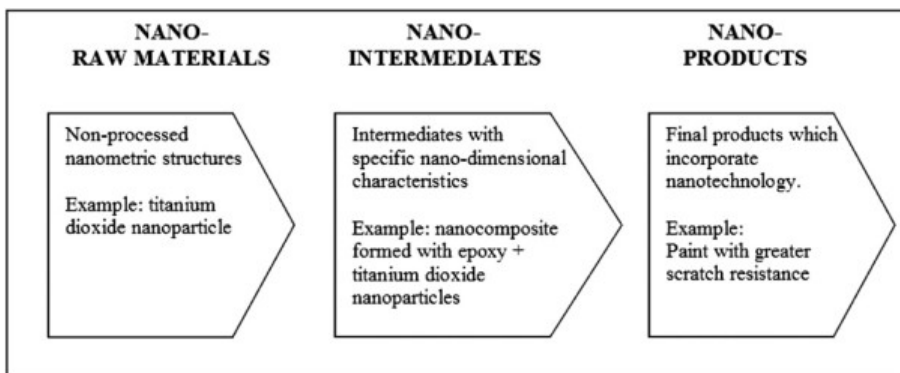 NANO-
RAW MATERIALS
Non-processed
nanometric structures
Example: titanium
dioxide nanoparticle
NANO-
INTERMEDIATES
Intermediates with
specific nano-dimensional
characteristics
Example: nanocomposite
formed with epoxy +
titanium dioxide
nanoparticles
NANO-
PRODUCTS
Final products which
incorporate
nanotechnology.
Example:
Paint with greater
scratch resistance